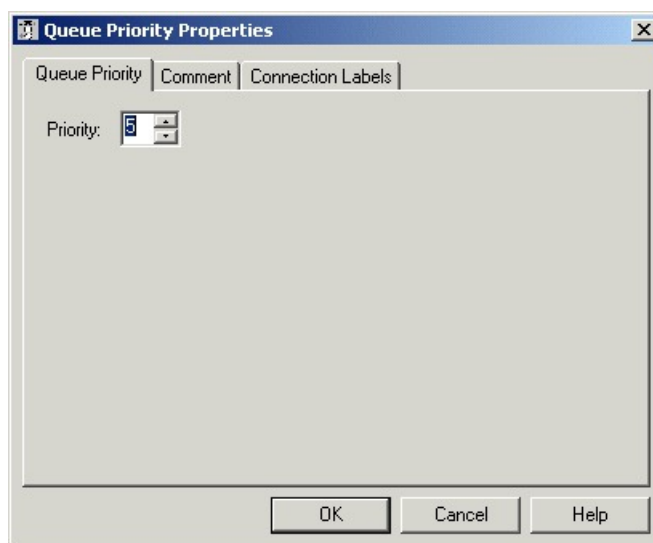 Queue Priority Properties
Queue Priority Comment Connection Labels
Priority: 5
OK Cancel Help